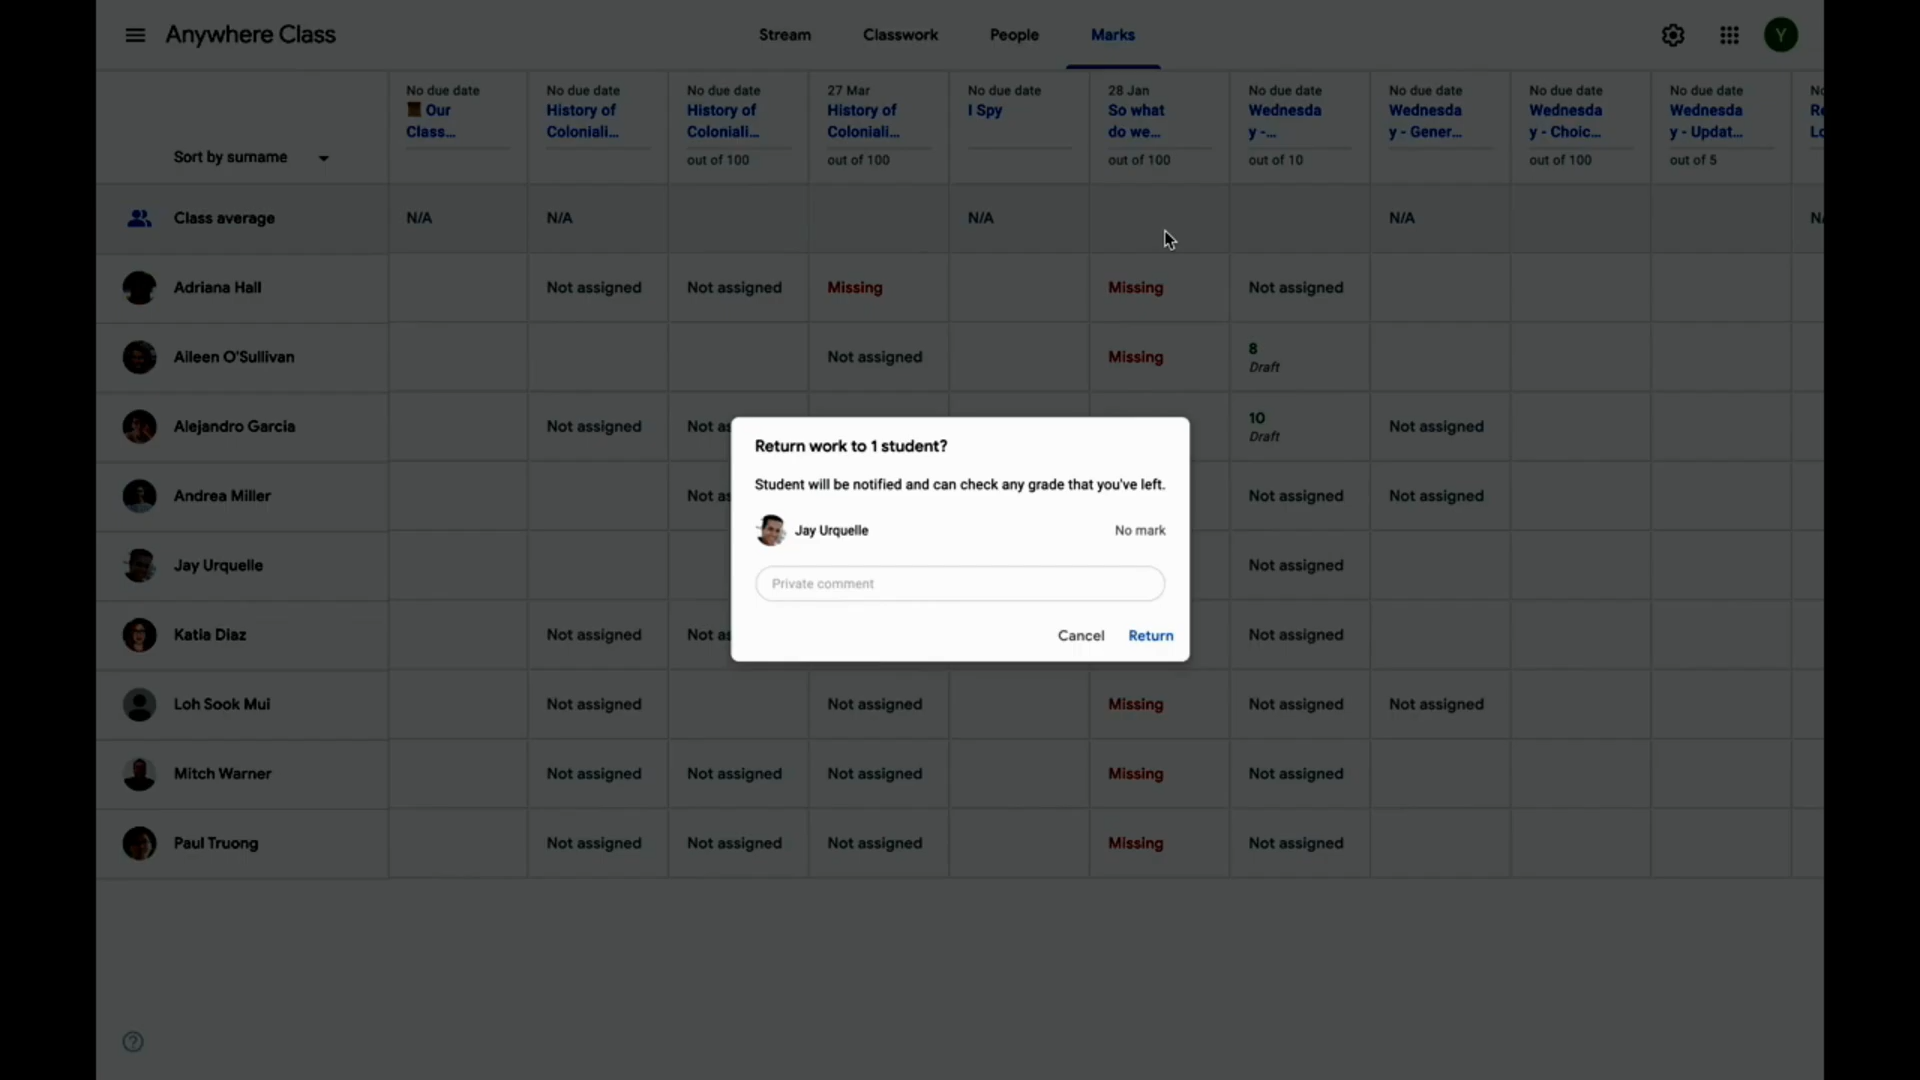 Anywhere Class
Stream
Classwork
People
Marks
Y
Sort by surname
No due date
Our
Class...
No due date
History of
Coloniali...
No due date
History of
Coloniali...
out of 100
27 Mar
History of
Coloniali...
out of 100
No due date
I Spy
28 Jan
So what
do we...
out of 100
No due date
Wednesda
y -...
out of 10
No due date
Wednesda
y - Gener...
No due date
Wednesda
y - Choic...
out of 100
No due date
Wednesda
y - Updat...
out of 5
Class average
N/A
N/A
N/A
N/A
Adriana Hall
Not assigned
Not assigned
Missing
Missing
Not assigned
Aileen O'Sullivan
Not assigned
Missing
8
Draft
Alejandro Garcia
Not assigned
Not as
10
Draft
Not assigned
Andrea Miller
Not as
Not assigned
Not assigned
Jay Urquelle
Not assigned
Katia Diaz
Not assigned
Not as
Not assigned
Loh Sook Mui
Not assigned
Not assigned
Missing
Not assigned
Not assigned
Mitch Warner
Not assigned
Not assigned
Not assigned
Missing
Not assigned
Paul Truong
Not assigned
Not assigned
Not assigned
Missing
Not assigned
Return work to 1 student?
Student will be notified and can check any grade that you've left.
Jay Urquelle
No mark
Private comment
Cancel
Return
?